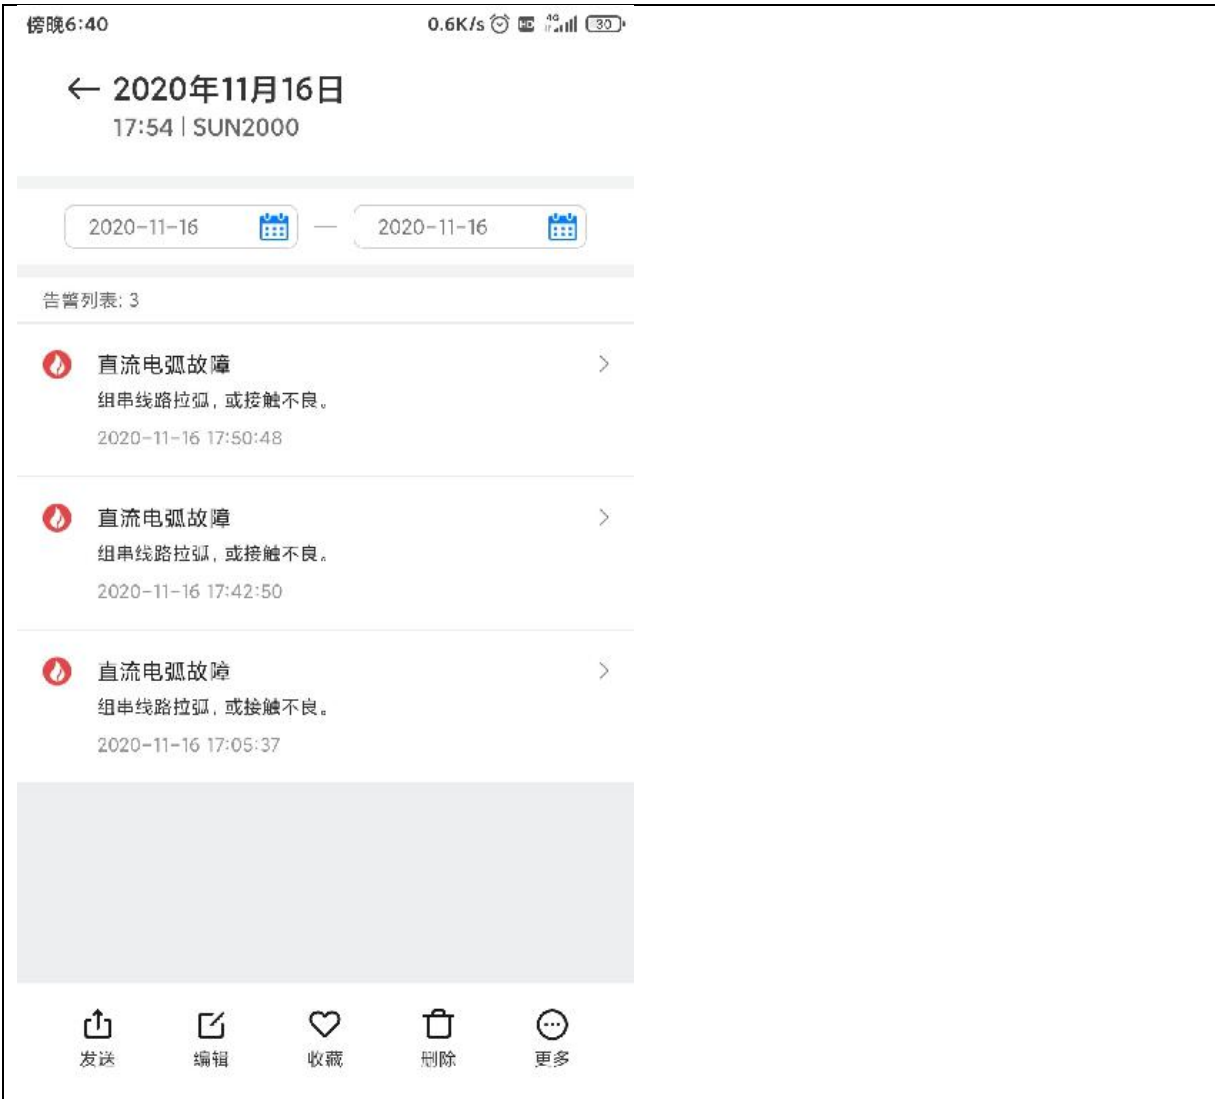 傍晚6:40
0.6K/s HD 4G 30
2020年11月16日
17:54 | SUN2000
2020-11-16 — 2020-11-16
告警列表: 3
直流电弧故障
组串线路拉弧, 或接触不良。
2020-11-16 17:50:48
直流电弧故障
组串线路拉弧, 或接触不良。
2020-11-16 17:42:50
直流电弧故障
组串线路拉弧, 或接触不良。
2020-11-16 17:05:37
发送
编辑
收藏
删除
更多